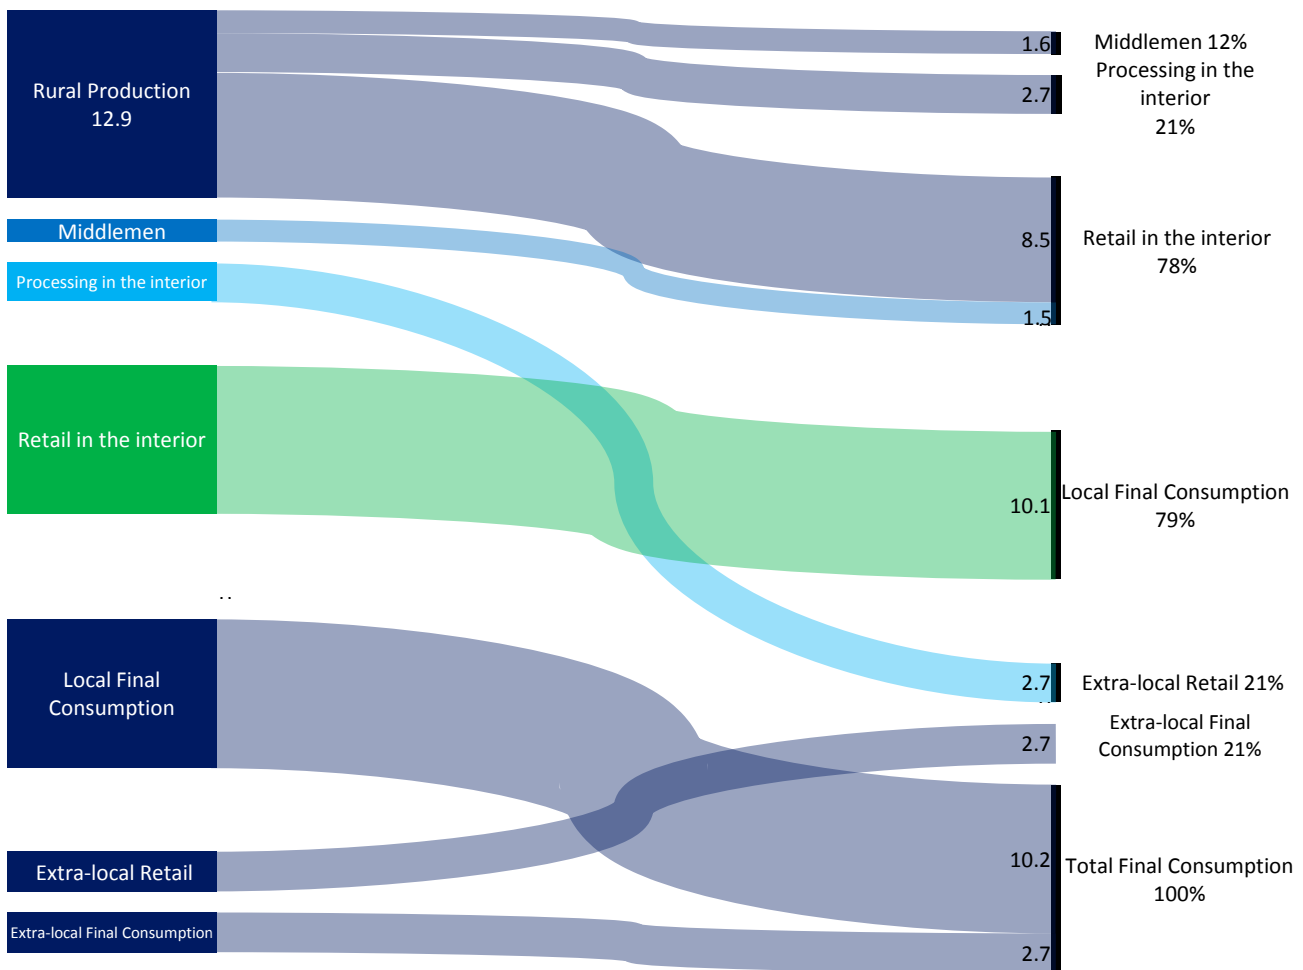 Rural Production
12.9
Middlemen
Processing in the interior
Retail in the interior
..
Local Final
Consumption
Extra-local Retail
Extra-local Final Consumption
1.6
2.7
8.5
1.5
..
10.1
2.7
..
2.7
10.2
2.7
Middlemen 12%
Processing in the
interior
21%
Retail in the interior
78%
Local Final Consumption
79%
Extra-local Retail 21%
Extra-local Final
Consumption 21%
Total Final Consumption
100%